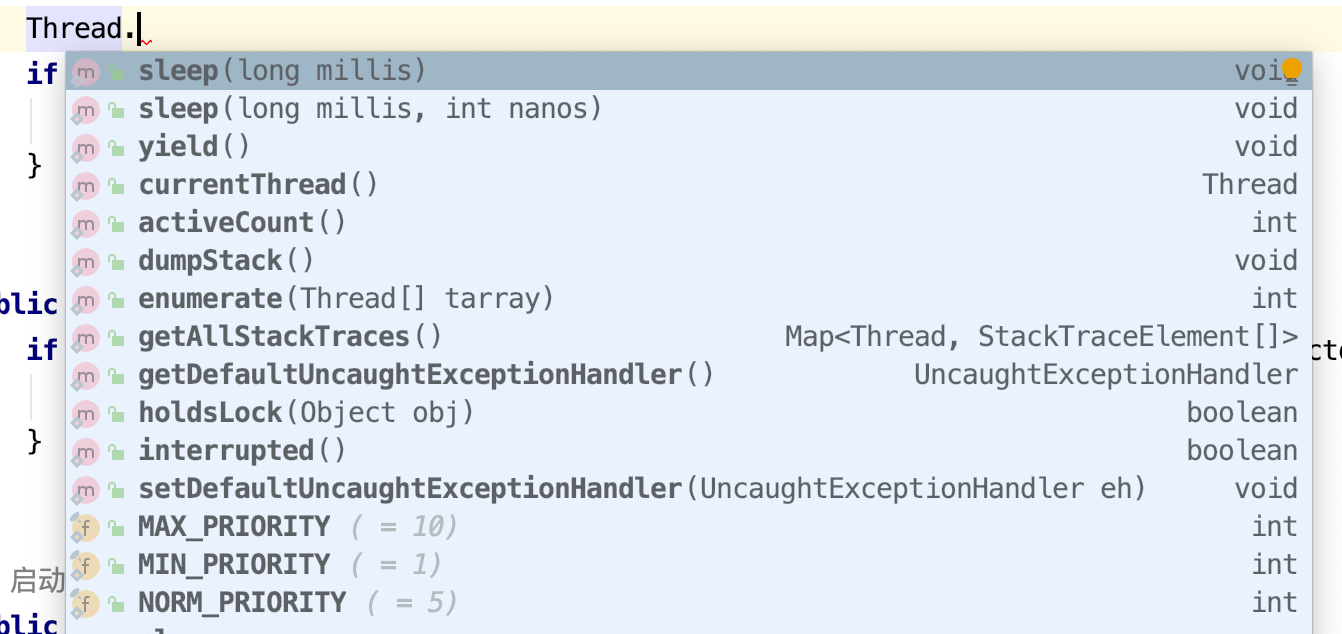 Thread.
if
m sleep(long millis) voi
m sleep(long millis, int nanos) void
m yield() void
} m currentThread() Thread
m activeCount() int
m dumpStack() void
m enumerate(Thread[] tarray) int
blic
m getAllStackTraces() Map<Thread, StackTraceElement[]>
if
m getDefaultUncaughtExceptionHandler() UncaughtExceptionHandler
m holdsLock(Object obj) boolean
} m interrupted() boolean
m setDefaultUncaughtExceptionHandler(UncaughtExceptionHandler eh) void
f MAX_PRIORITY ( = 10) int
f MIN_PRIORITY ( = 1) int
启动
f NORM_PRIORITY ( = 5) int
blic